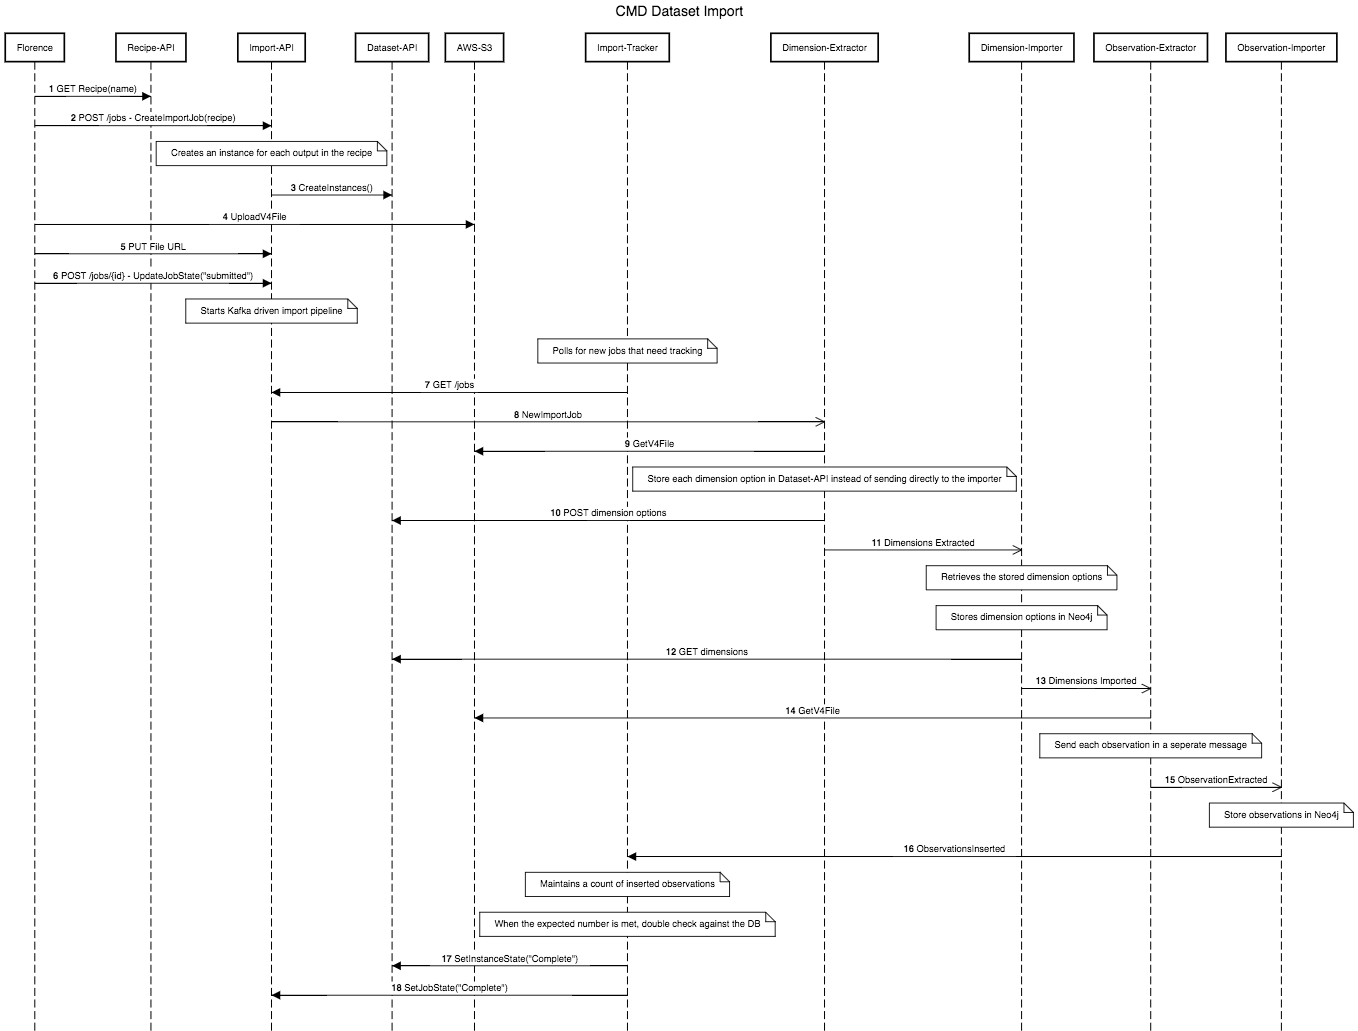 CMD Dataset Import
Florence
Recipe-API
Import-API
Dataset-API
AWS-S3
Import-Tracker
Dimension-Extractor
Dimension-Importer
Observation-Extractor
Observation-Importer
1 GET Recipe(name)
2 POST /jobs - CreateImportJob(recipe)
Creates an instance for each output in the recipe
3 CreateInstances()
4 UploadV4File
5 PUT File URL
6 POST /jobs/{id} - UpdateJobState("submitted")
Starts Kafka driven import pipeline
Polls for new jobs that need tracking
7 GET /jobs
8 NewImportJob
9 GetV4File
Store each dimension option in Dataset-API instead of sending directly to the importer
10 POST dimension options
11 Dimensions Extracted
Retrieves the stored dimension options
Stores dimension options in Neo4j
12 GET dimensions
13 Dimensions Imported
14 GetV4File
Send each observation in a seperate message
15 ObservationExtracted
Store observations in Neo4j
16 ObservationsInserted
Maintains a count of inserted observations
When the expected number is met, double check against the DB
17 SetInstanceState("Complete")
18 SetJobState("Complete")